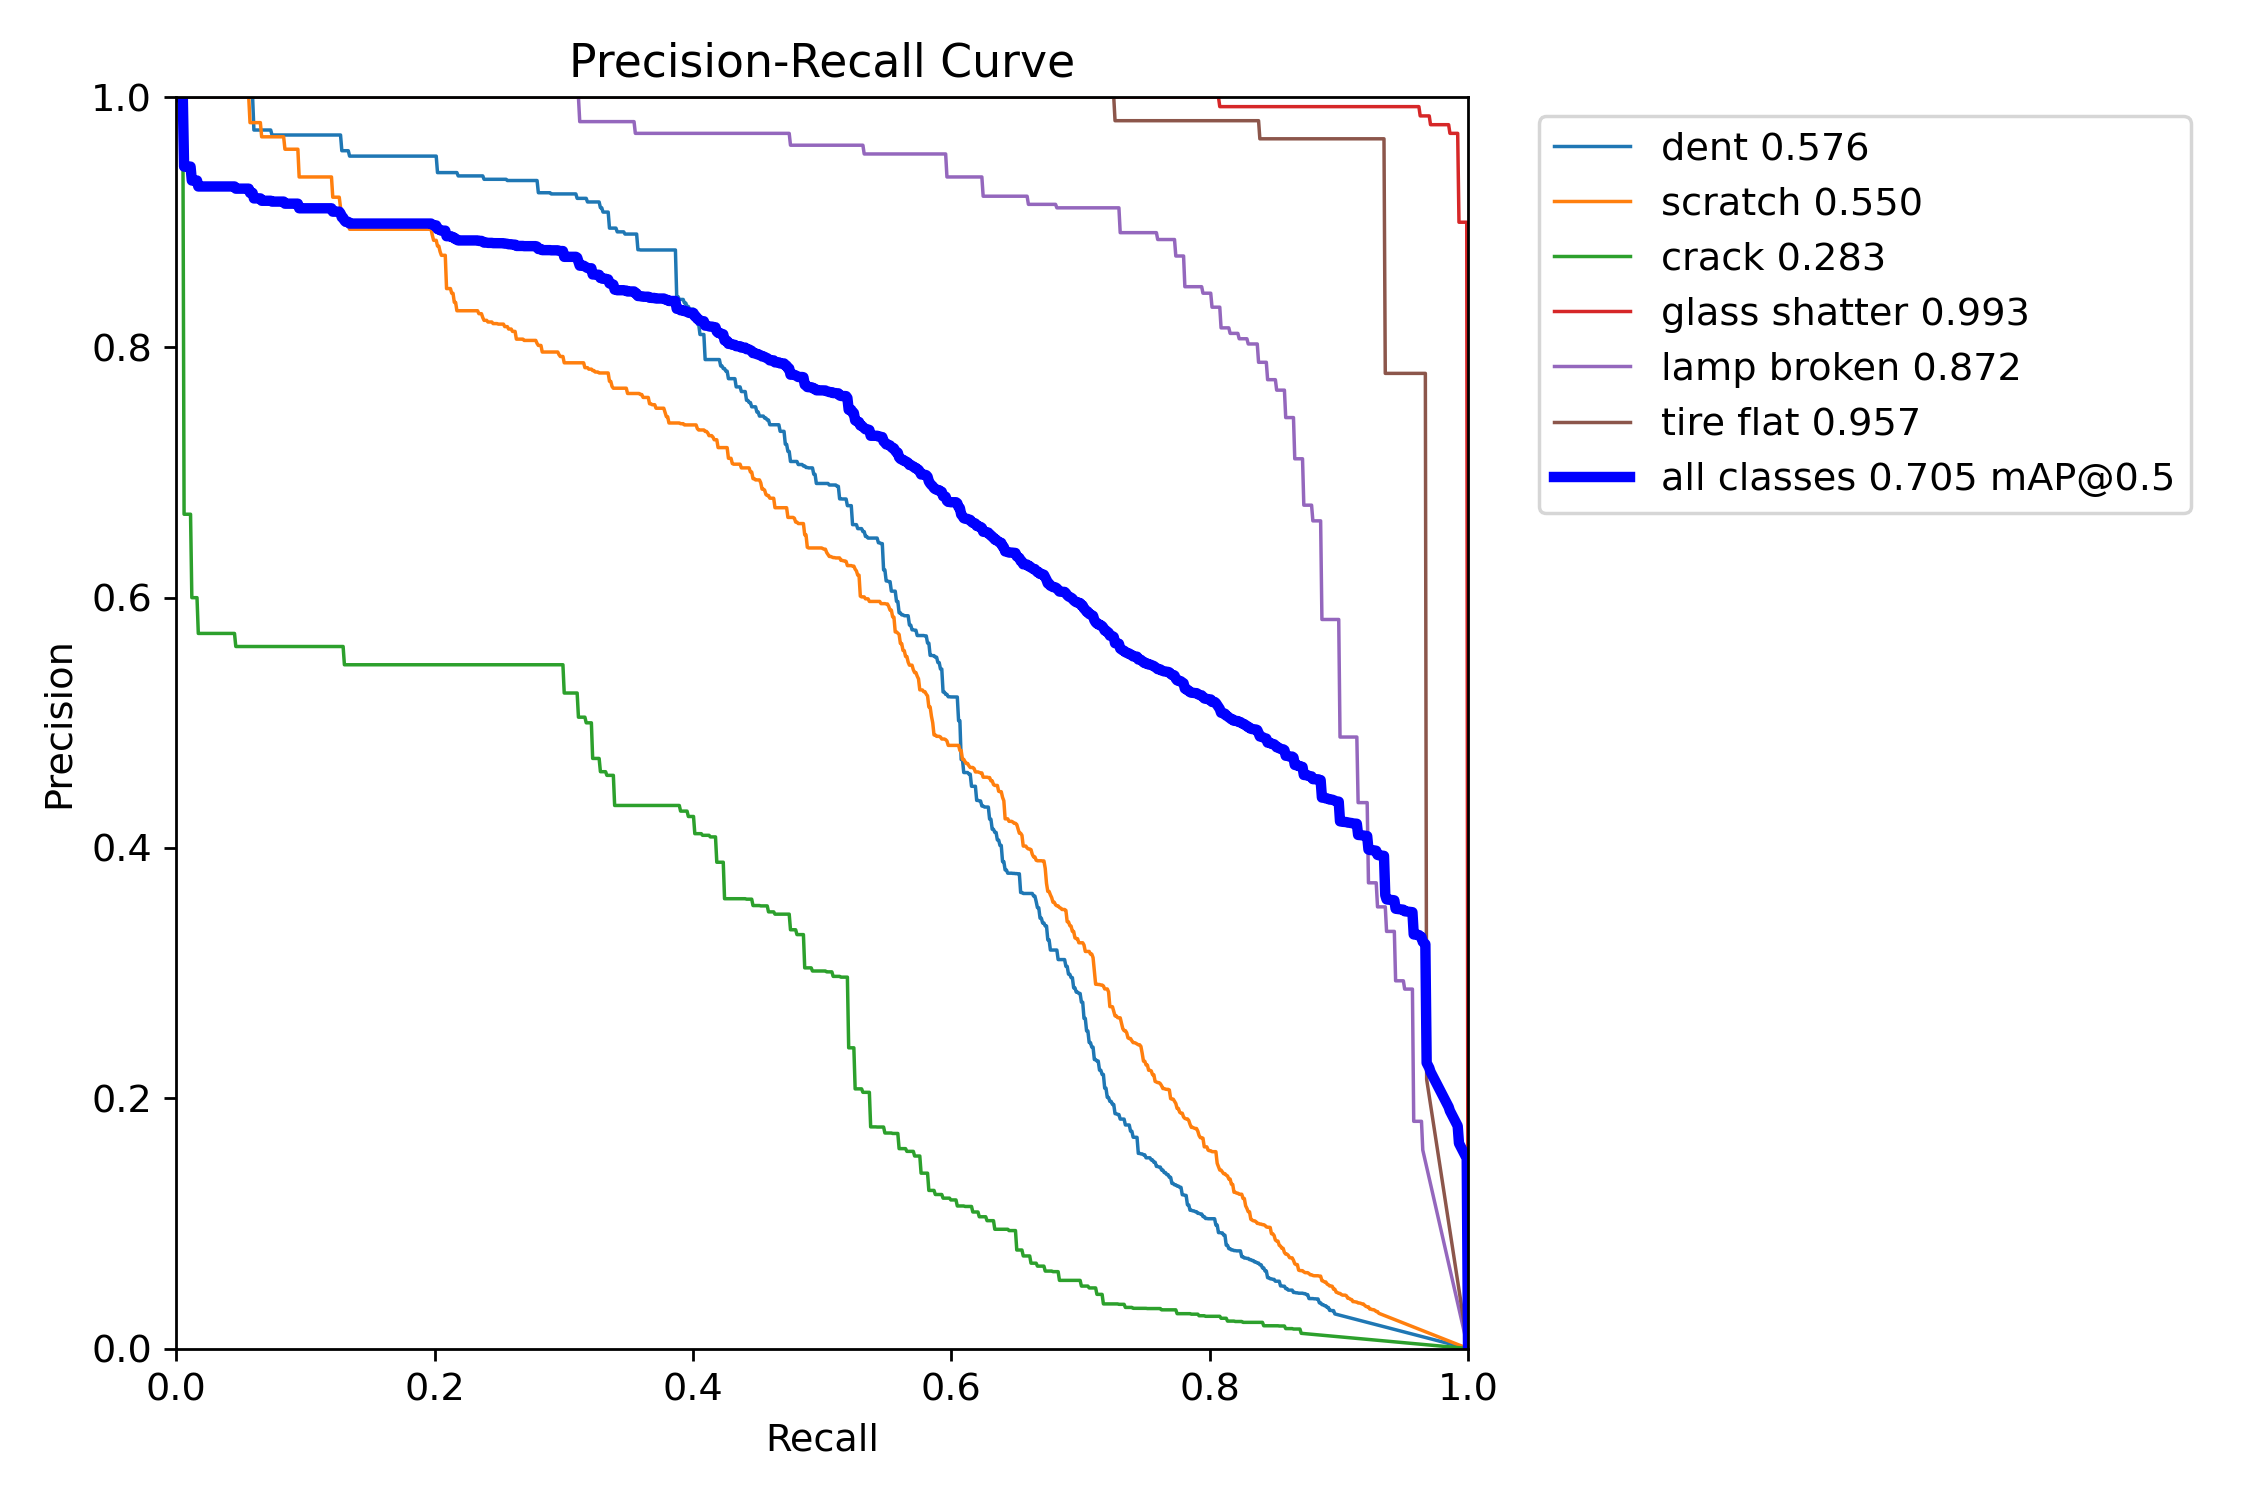 Precision-Recall Curve
1.0
0.8
0.6
0.4
0.2
0.0
Precision
0.0 0.2 0.4 0.6 0.8 1.0
Recall
dent 0.576
scratch 0.550
crack 0.283
glass shatter 0.993
lamp broken 0.872
tire flat 0.957
all classes 0.705 mAP@0.5